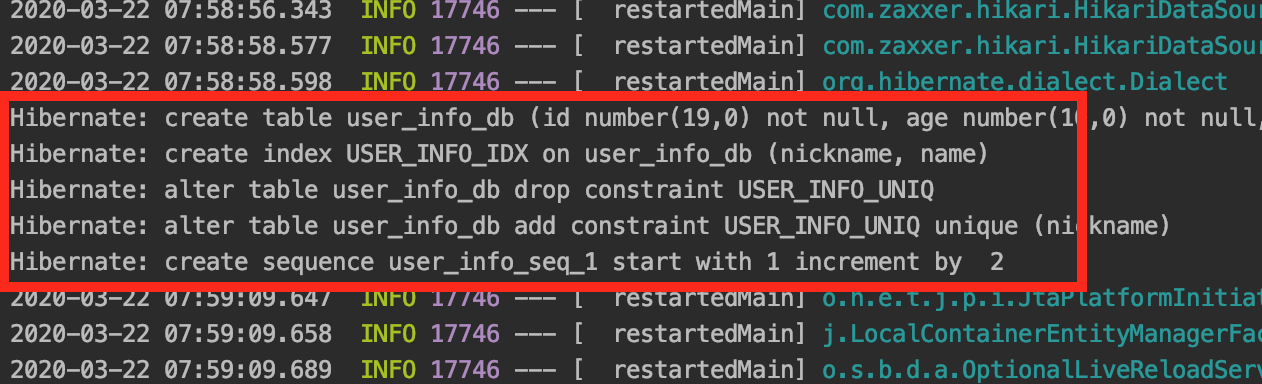 2020-03-22 07:58:56.343  INFO 17746 --- [  restartedMain] com.zaxxer.hikari.HikariDataSour
2020-03-22 07:58:58.577  INFO 17746 --- [  restartedMain] com.zaxxer.hikari.HikariDataSour
2020-03-22 07:58:58.598  INFO 17746 --- [  restartedMain] org.hibernate.dialect.Dialect
Hibernate: create table user_info_db (id number(19,0) not null, age number(10,0) not null,
Hibernate: create index USER_INFO_IDX on user_info_db (nickname, name)
Hibernate: alter table user_info_db drop constraint USER_INFO_UNIQ
Hibernate: alter table user_info_db add constraint USER_INFO_UNIQ unique (nickname)
Hibernate: create sequence user_info_seq_1 start with 1 increment by  2
2020-03-22 07:59:09.647  INFO 17746 --- [  restartedMain] o.h.e.t.j.p.i.JtaPlatformInitiat
2020-03-22 07:59:09.658  INFO 17746 --- [  restartedMain] j.LocalContainerEntityManagerFac
2020-03-22 07:59:09.689  INFO 17746 --- [  restartedMain] o.s.b.d.a.OptionalLiveReloadServ